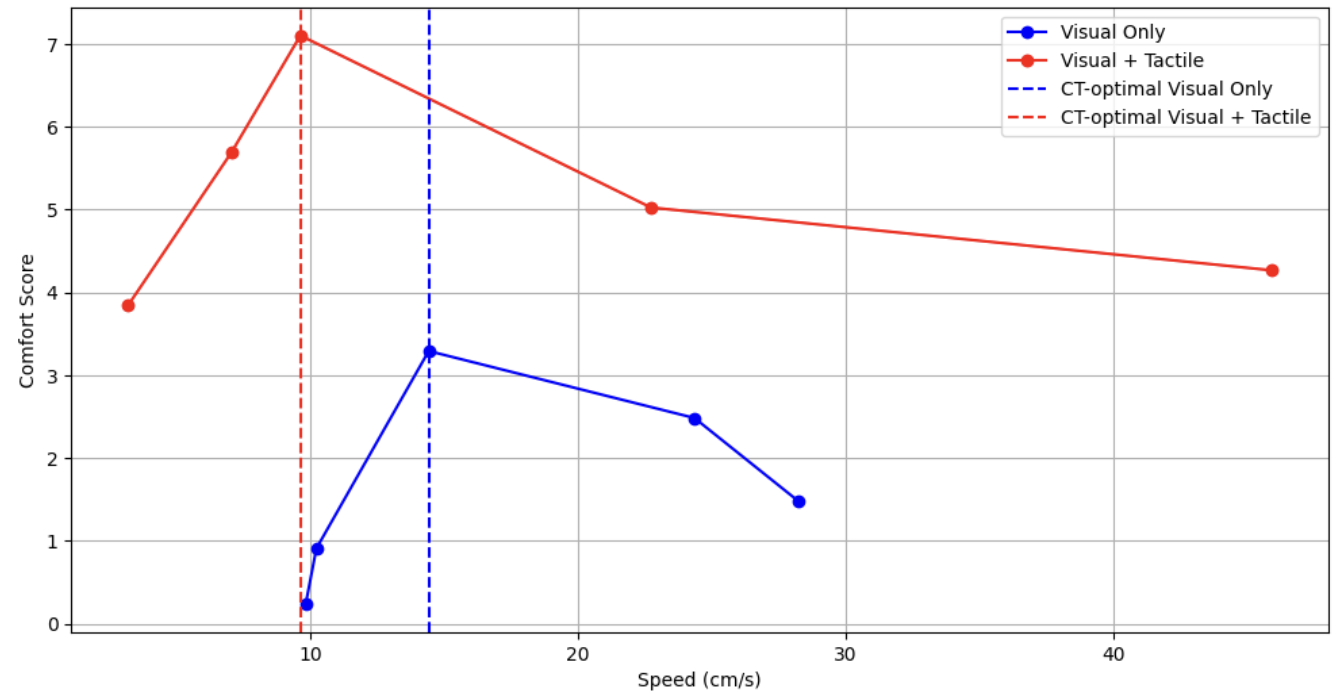 7
6
5
4
3
2
1
0
Comfort Score
10 20 30 40
Speed (cm/s)
Visual Only
Visual + Tactile
CT-optimal Visual Only
CT-optimal Visual + Tactile